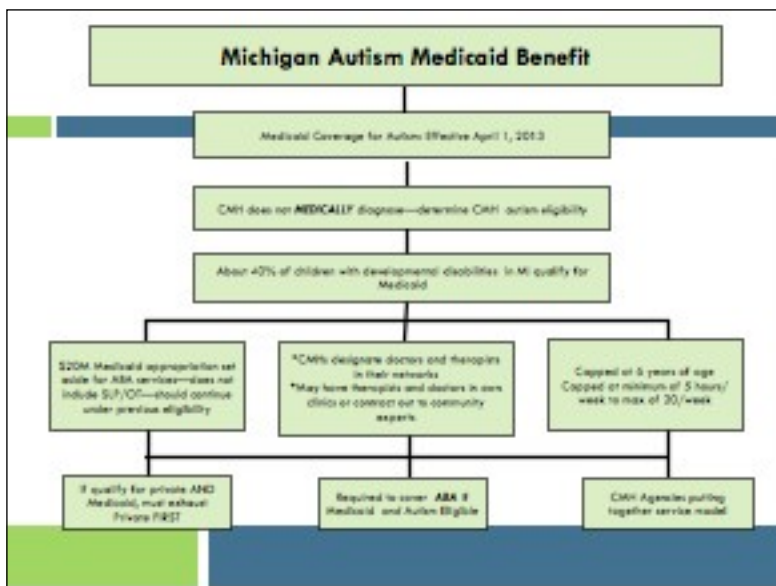 Michigan Autism Medicaid Benefit
Medicaid Coverage for Autism Effective April 1, 2013
CMH does not MEDICALLY diagnose—determine CMH autism eligibility
About 40% of children with developmental disabilities in MI qualify for
Medicaid
$20M Medicaid appropriation set
aside for ABA services—does not
include SLP/OT—should continue
under previous eligibility
*CMHs designate doctors and therapists
in their networks
*May have therapists and doctors in own
clinics or contract out to community
experts
Capped at 6 years of age
Capped at minimum of 5 hours/
week to max of 20/week
If qualify for private AND
Medicaid, must exhaust
Private FIRST
Required to cover ABA if
Medicaid and Autism Eligible
CMH Agencies putting
together service model